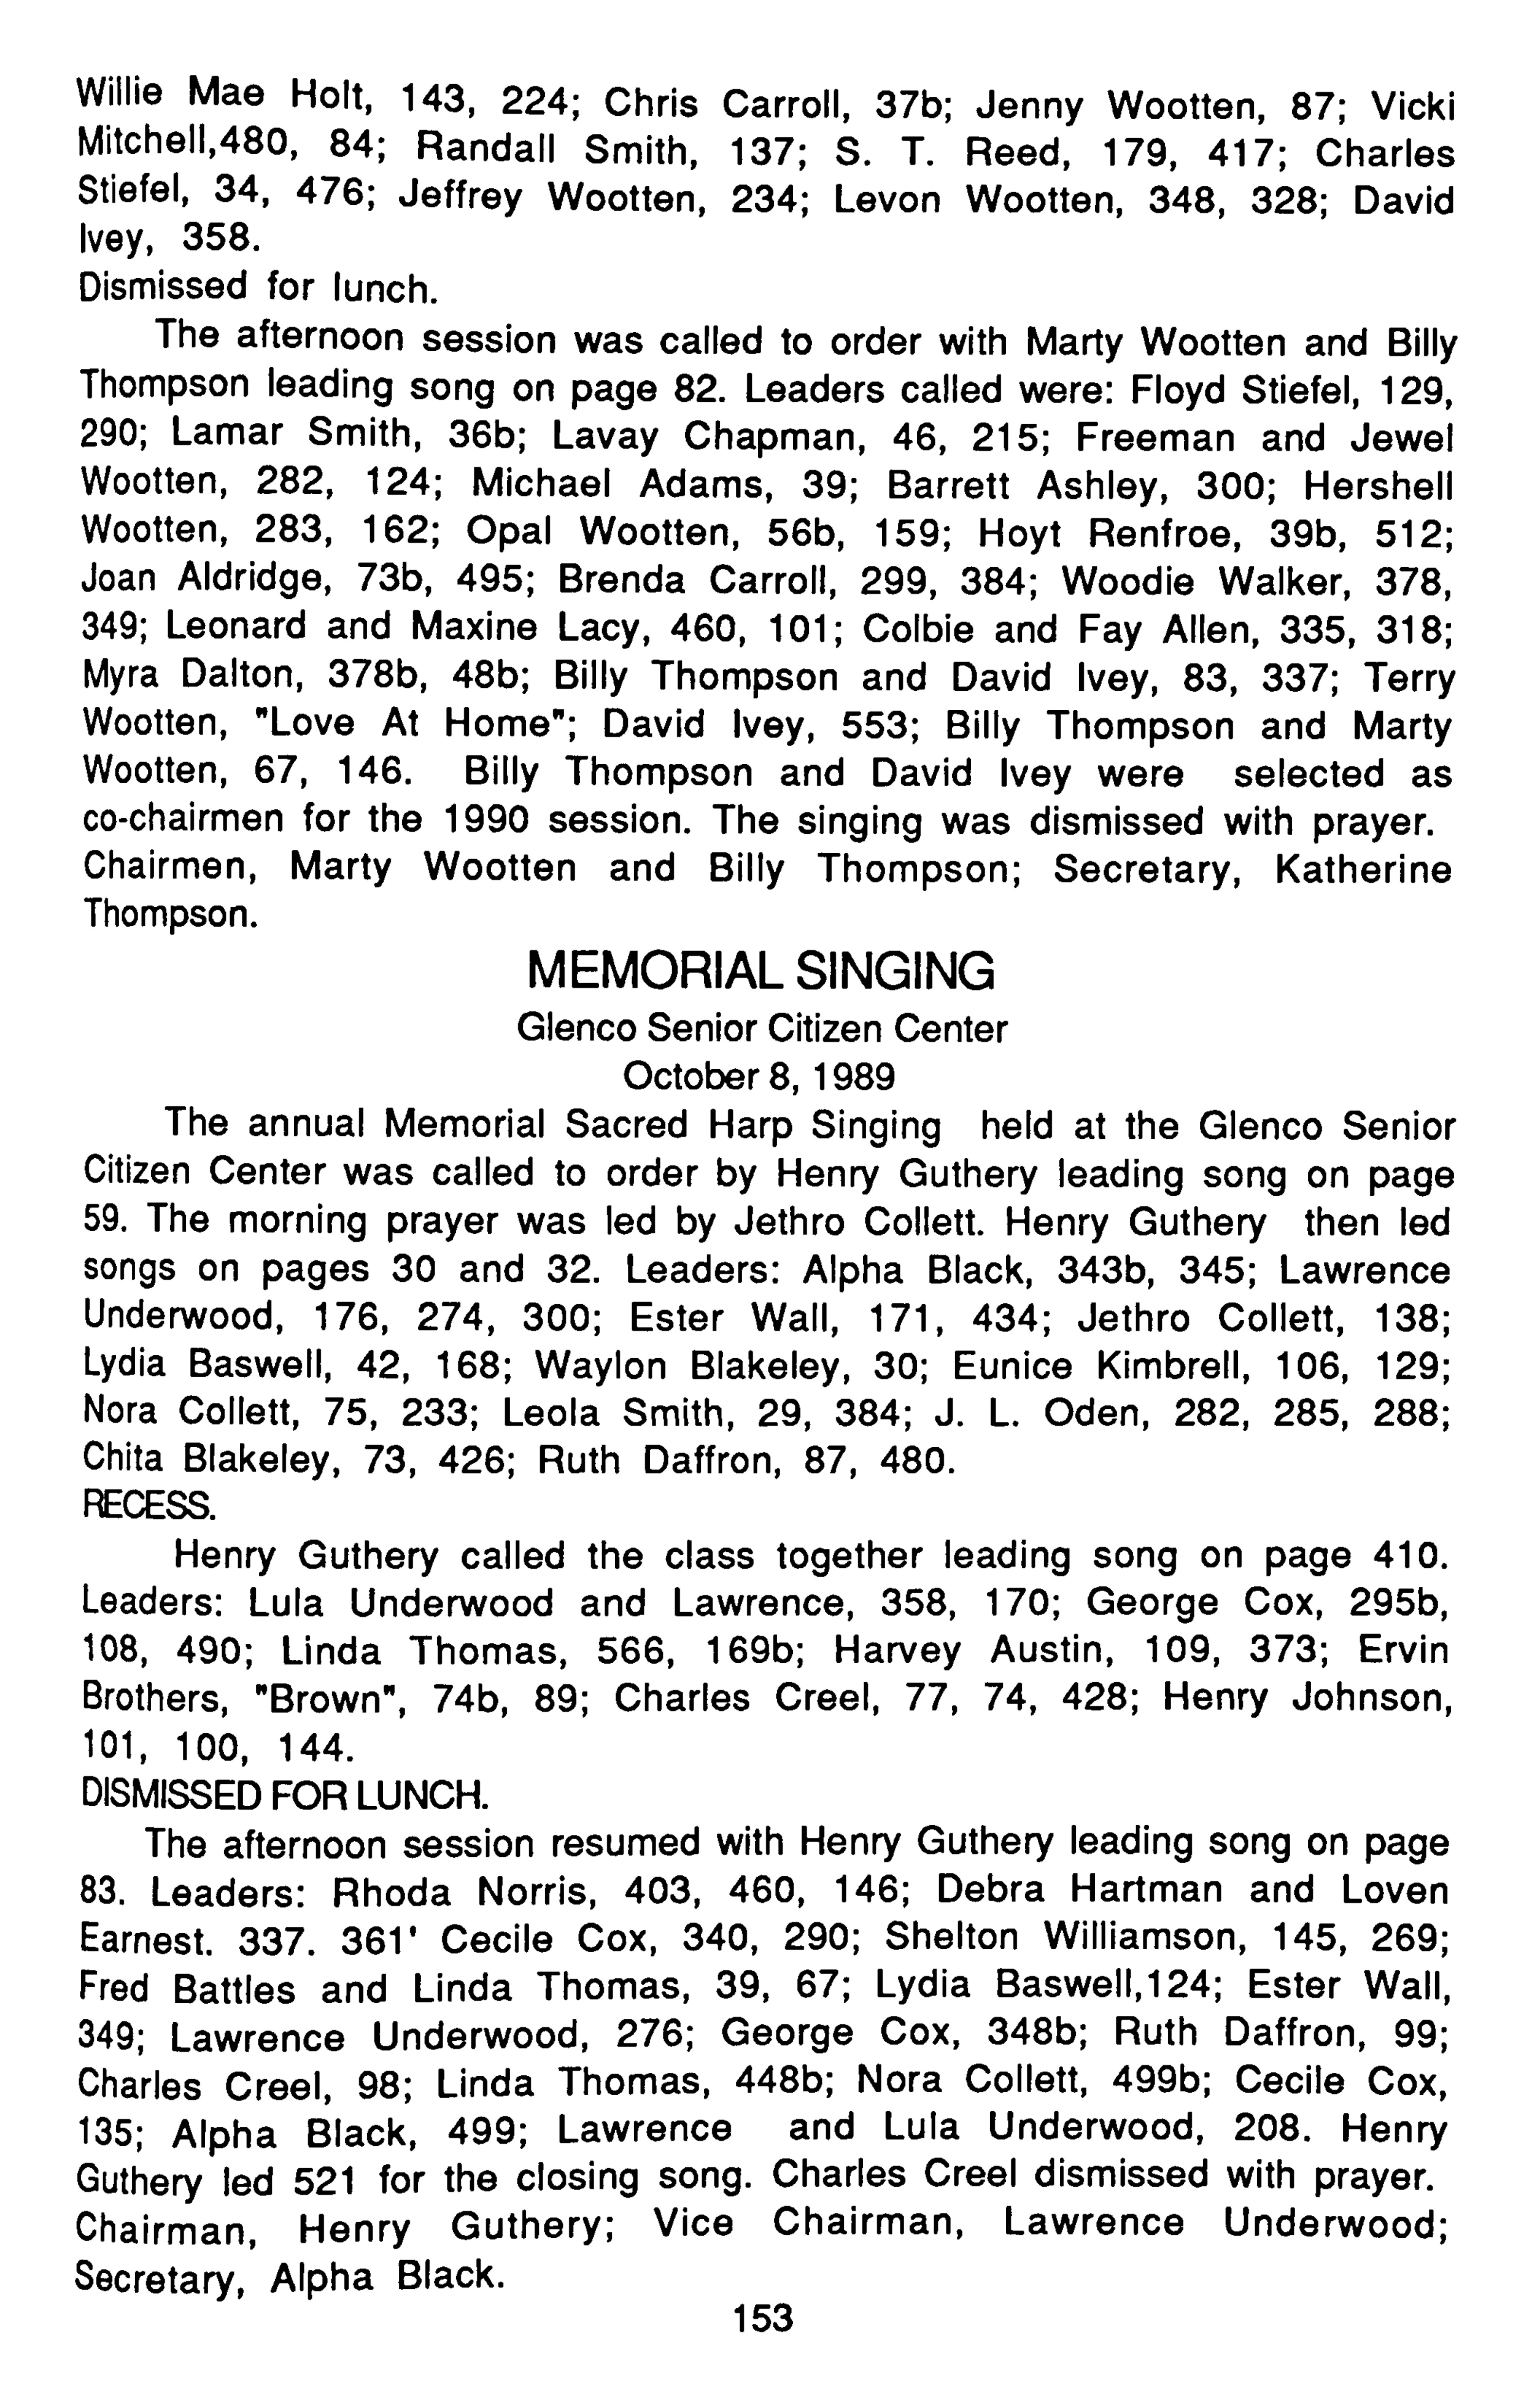 Willie Mae Holt, 143, 224; Chris Carroll, 37b; Jenny Wootten, 87; Vicki
Mitchell,480, 84; Randall Smith, 137; S. T. Reed, 179, 417; Charles
Stiefel, 34, 476; Jeffrey Wootten, 234; Levon Wootten, 348, 328; David
Ivey, 358.
Dismissed for lunch.
The afternoon session was called to order with Marty Wootten and Billy
Thompson leading song on page 82. Leaders called were: Floyd Stiefel, 129,
290; Lamar Smith, 36b; Lavay Chapman, 46, 215; Freeman and Jewel
Wootten, 282, 124; Michael Adams, 39; Barrett Ashley, 300; Hershell
Wootten, 283, 162; Opal Wootten, 56b, 159; Hoyt Renfroe, 39b, 512;
Joan Aldridge, 73b, 495; Brenda Carroll, 299, 384; Woodie Walker, 378,
349; Leonard and Maxine Lacy, 460, 101; Colbie and Fay Allen, 335, 318;
Myra Dalton, 378b, 48b; Billy Thompson and David Ivey, 83, 337; Terry
Wootten, "Love At Home"; David Ivey, 553; Billy Thompson and Marty
Wootten, 67, 146. Billy Thompson and David Ivey were selected as
co-chairmen for the 1990 session. The singing was dismissed with prayer.
Chairmen, Marty Wootten and Billy Thompson; Secretary, Katherine
Thompson.
MEMORIAL SINGING
Glenco Senior Citizen Center
October 8, 1989
The annual Memorial Sacred Harp Singing held at the Glenco Senior
Citizen Center was called to order by Henry Guthery leading song on page
59. The morning prayer was led by Jethro Collett. Henry Guthery then led
songs on pages 30 and 32. Leaders: Alpha Black, 343b, 345; Lawrence
Underwood, 176, 274, 300; Ester Wall, 171, 434; Jethro Collett, 138;
Lydia Baswell, 42, 168; Waylon Blakeley, 30; Eunice Kimbrell, 106, 129;
Nora Collett, 75, 233; Leola Smith, 29, 384; J. L. Oden, 282, 285, 288;
Chita Blakeley, 73, 426; Ruth Daffron, 87, 480.
RECESS.
Henry Guthery called the class together leading song on page 410.
Leaders: Lula Underwood and Lawrence, 358, 170; George Cox, 295b,
108, 490; Linda Thomas, 566, 169b; Harvey Austin, 109, 373; Ervin
Brothers, "Brown", 74b, 89; Charles Creel, 77, 74, 428; Henry Johnson,
101, 100, 144.
DISMISSED FOR LUNCH.
The afternoon session resumed with Henry Guthery leading song on page
83. Leaders: Rhoda Norris, 403, 460, 146; Debra Hartman and Loven
Earnest. 337. 361' Cecile Cox, 340, 290; Shelton Williamson, 145, 269;
Fred Battles and Linda Thomas, 39, 67; Lydia Baswell,124; Ester Wall,
349; Lawrence Underwood, 276; George Cox, 348b; Ruth Daffron, 99;
Charles Creel, 98; Linda Thomas, 448b; Nora Collett, 499b; Cecile Cox,
135; Alpha Black, 499; Lawrence and Lula Underwood, 208. Henry
Guthery led 521 for the closing song. Charles Creel dismissed with prayer.
Chairman, Henry Guthery; Vice Chairman, Lawrence Underwood;
Secretary, Alpha Black.
153